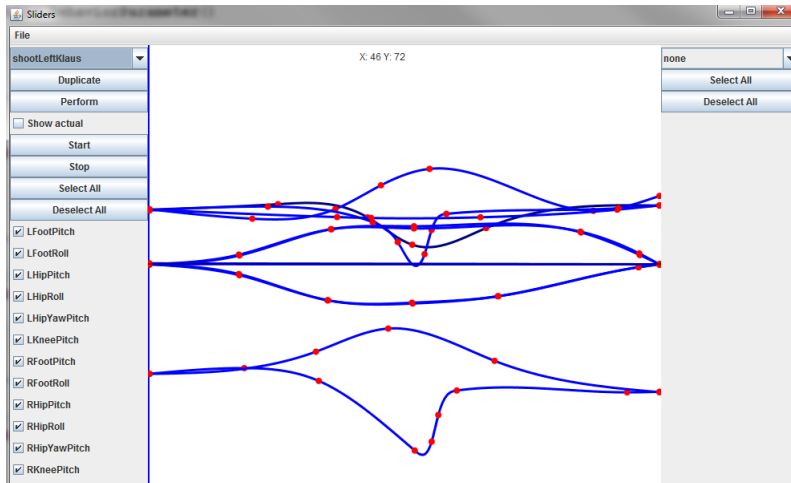 Sliders
File
shootLeftKlaus
Duplicate
Perform
Show actual
Start
Stop
Select All
Deselect All
LFootPitch
LFootRoll
LHipPitch
LHipRoll
LHipYawPitch
LKneePitch
RFootPitch
RFootRoll
RHipPitch
RHipRoll
RHipYawPitch
RKneePitch
X: 46 Y: 72
none
Select All
Deselect All